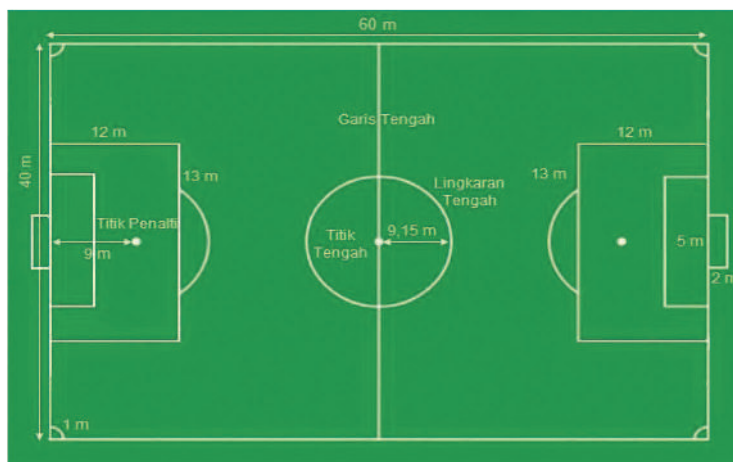 60 m
Garis Tengah
12 m
12 m
40 m
13 m
13 m
Lingkaran
Tengah
Titik Penalti
Titik
Tengah
9,15 m
5 m
9 m
2 m
1 m